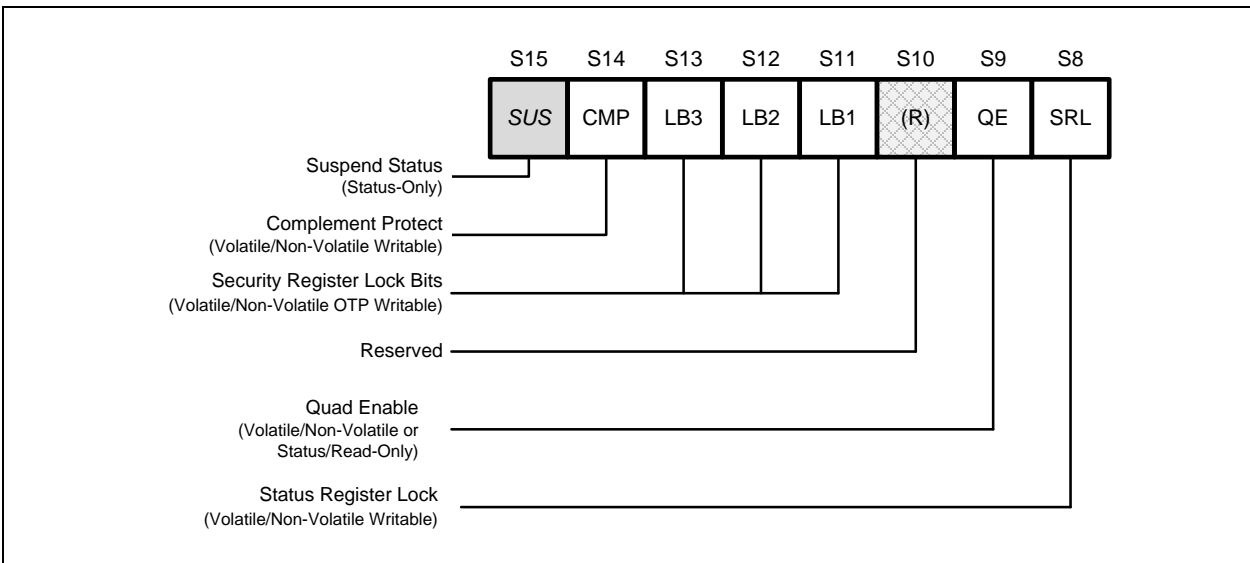 S15 S14 S13 S12 S11 S10 S9 S8
SUS CMP LB3 LB2 LB1 (R) QE SRL
Suspend Status
(Status-Only)
Complement Protect
(Volatile/Non-Volatile Writable)
Security Register Lock Bits
(Volatile/Non-Volatile OTP Writable)
Reserved
Quad Enable
(Volatile/Non-Volatile or
Status/Read-Only)
Status Register Lock
(Volatile/Non-Volatile Writable)